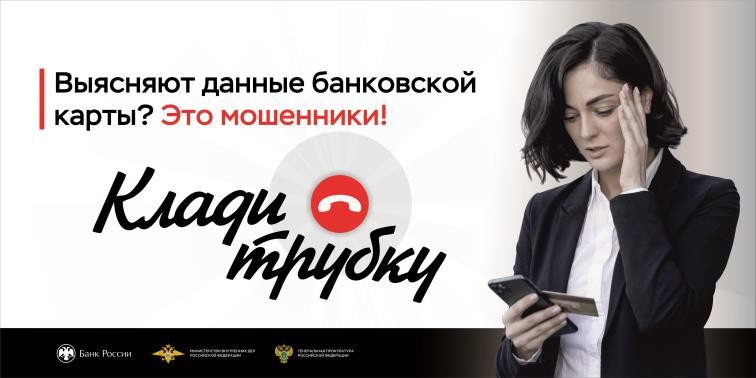 Выясняют данные банковской
карты? Это мошенники!
Клади
трубку
Банк России
МИНИСТЕРСТВО ВНУТРЕННИХ ДЕЛ
РОССИЙСКОЙ ФЕДЕРАЦИИ
ГЕНЕРАЛЬНАЯ ПРОКУРАТУРА
РОССИЙСКОЙ ФЕДЕРАЦИИ